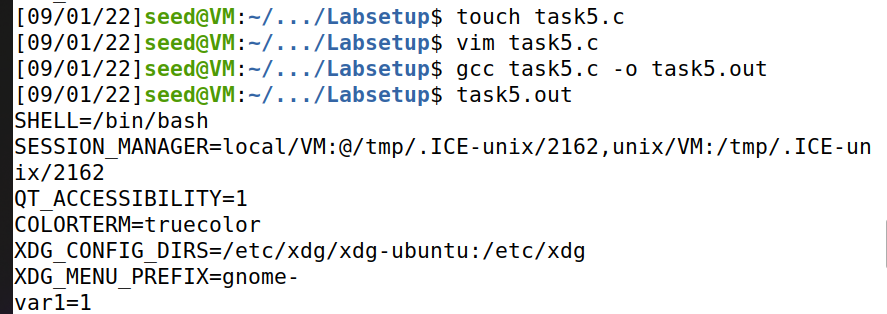 [09/01/22]seed@VM:~/.../Labsetup$ touch task5.c
[09/01/22]seed@VM:~/.../Labsetup$ vim task5.c
[09/01/22]seed@VM:~/.../Labsetup$ gcc task5.c -o task5.out
[09/01/22]seed@VM:~/.../Labsetup$ task5.out
SHELL=/bin/bash
SESSION_MANAGER=local/VM:@/tmp/.ICE-unix/2162,unix/VM:/tmp/.ICE-un
ix/2162
QT_ACCESSIBILITY=1
COLORTERM=truecolor
XDG_CONFIG_DIRS=/etc/xdg/xdg-ubuntu:/etc/xdg
XDG_MENU_PREFIX=gnome-
var1=1